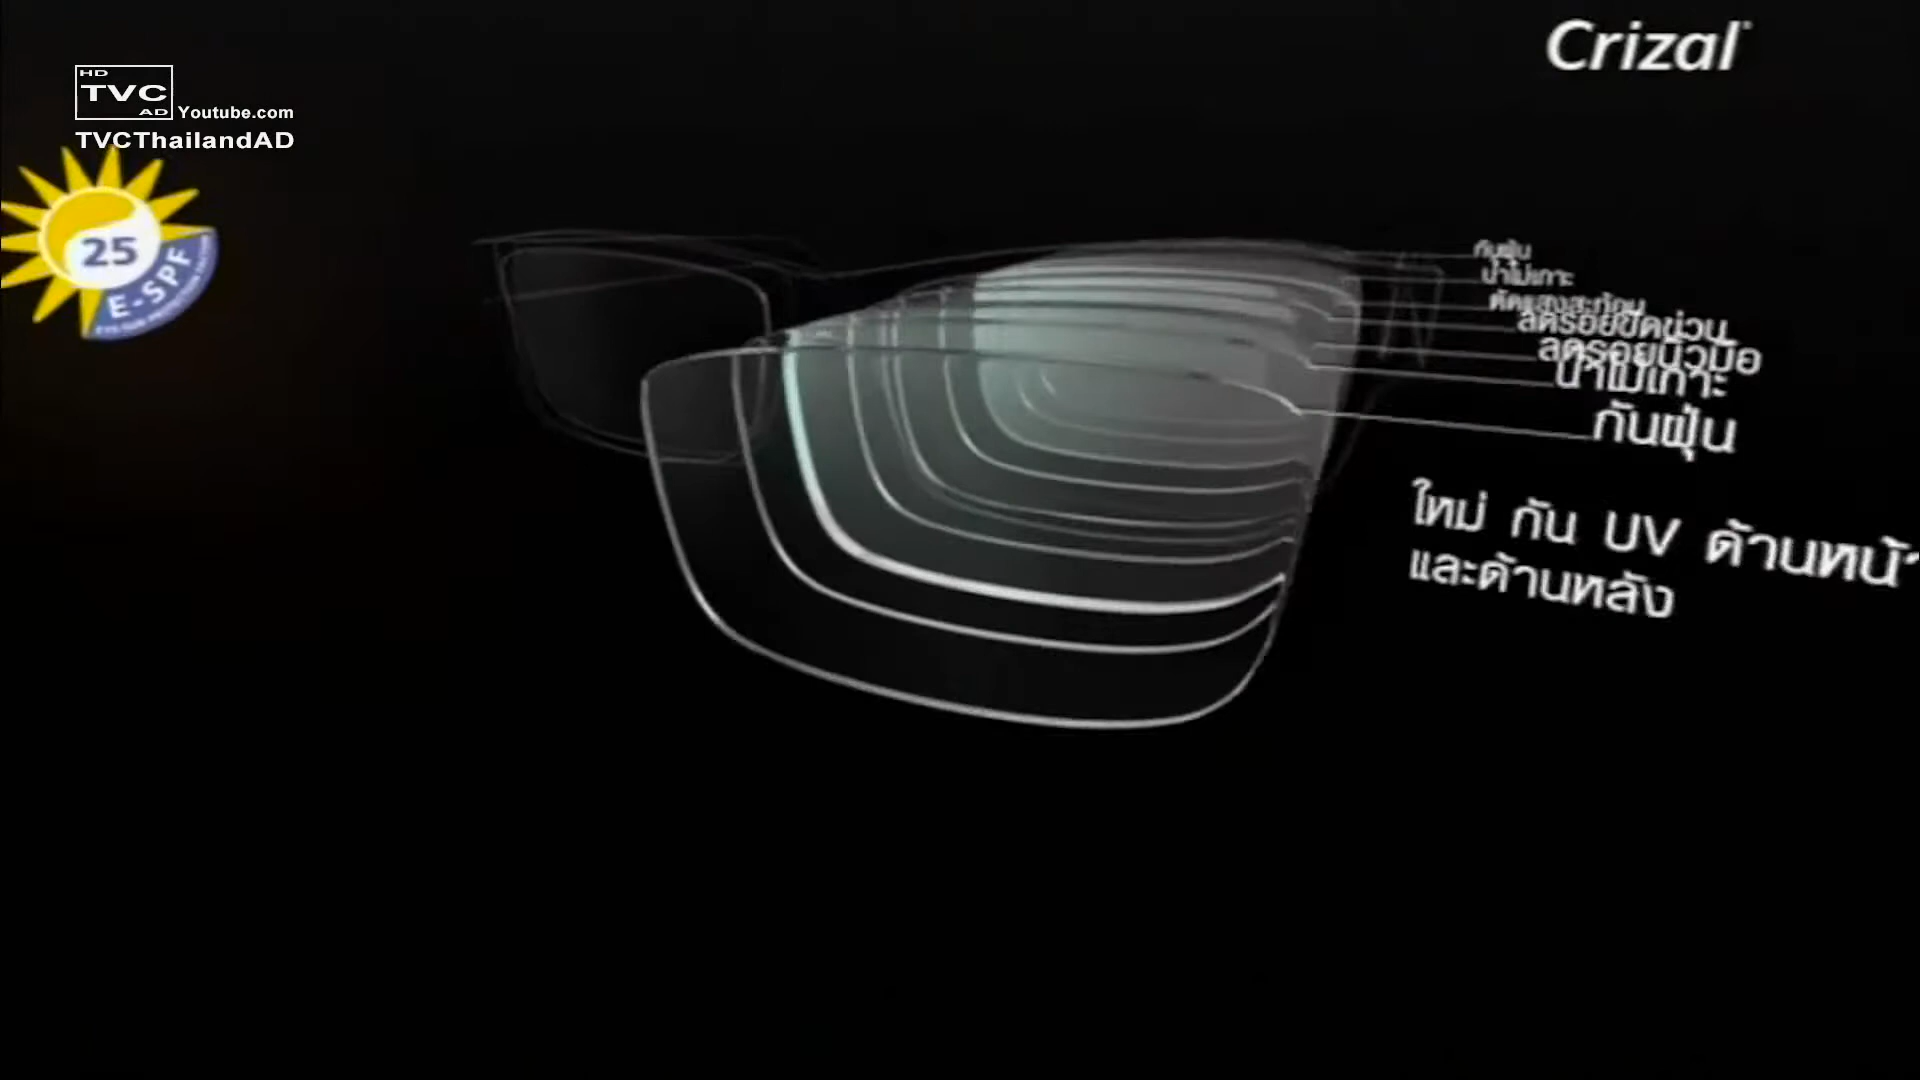 Crizal
HD
TVC
AD
Youtube.com
TVCThailandAD
25
E-SPF
กันฝุ่น
น้ำไม่เกาะ
ตัดแสงสะท้อน
ลดรอยขีดข่วน
ลดรอยนิ้วมือ
น้ำไม่เกาะ
กันฝุ่น
ใหม่ กัน UV ด้านหน้า
และด้านหลัง